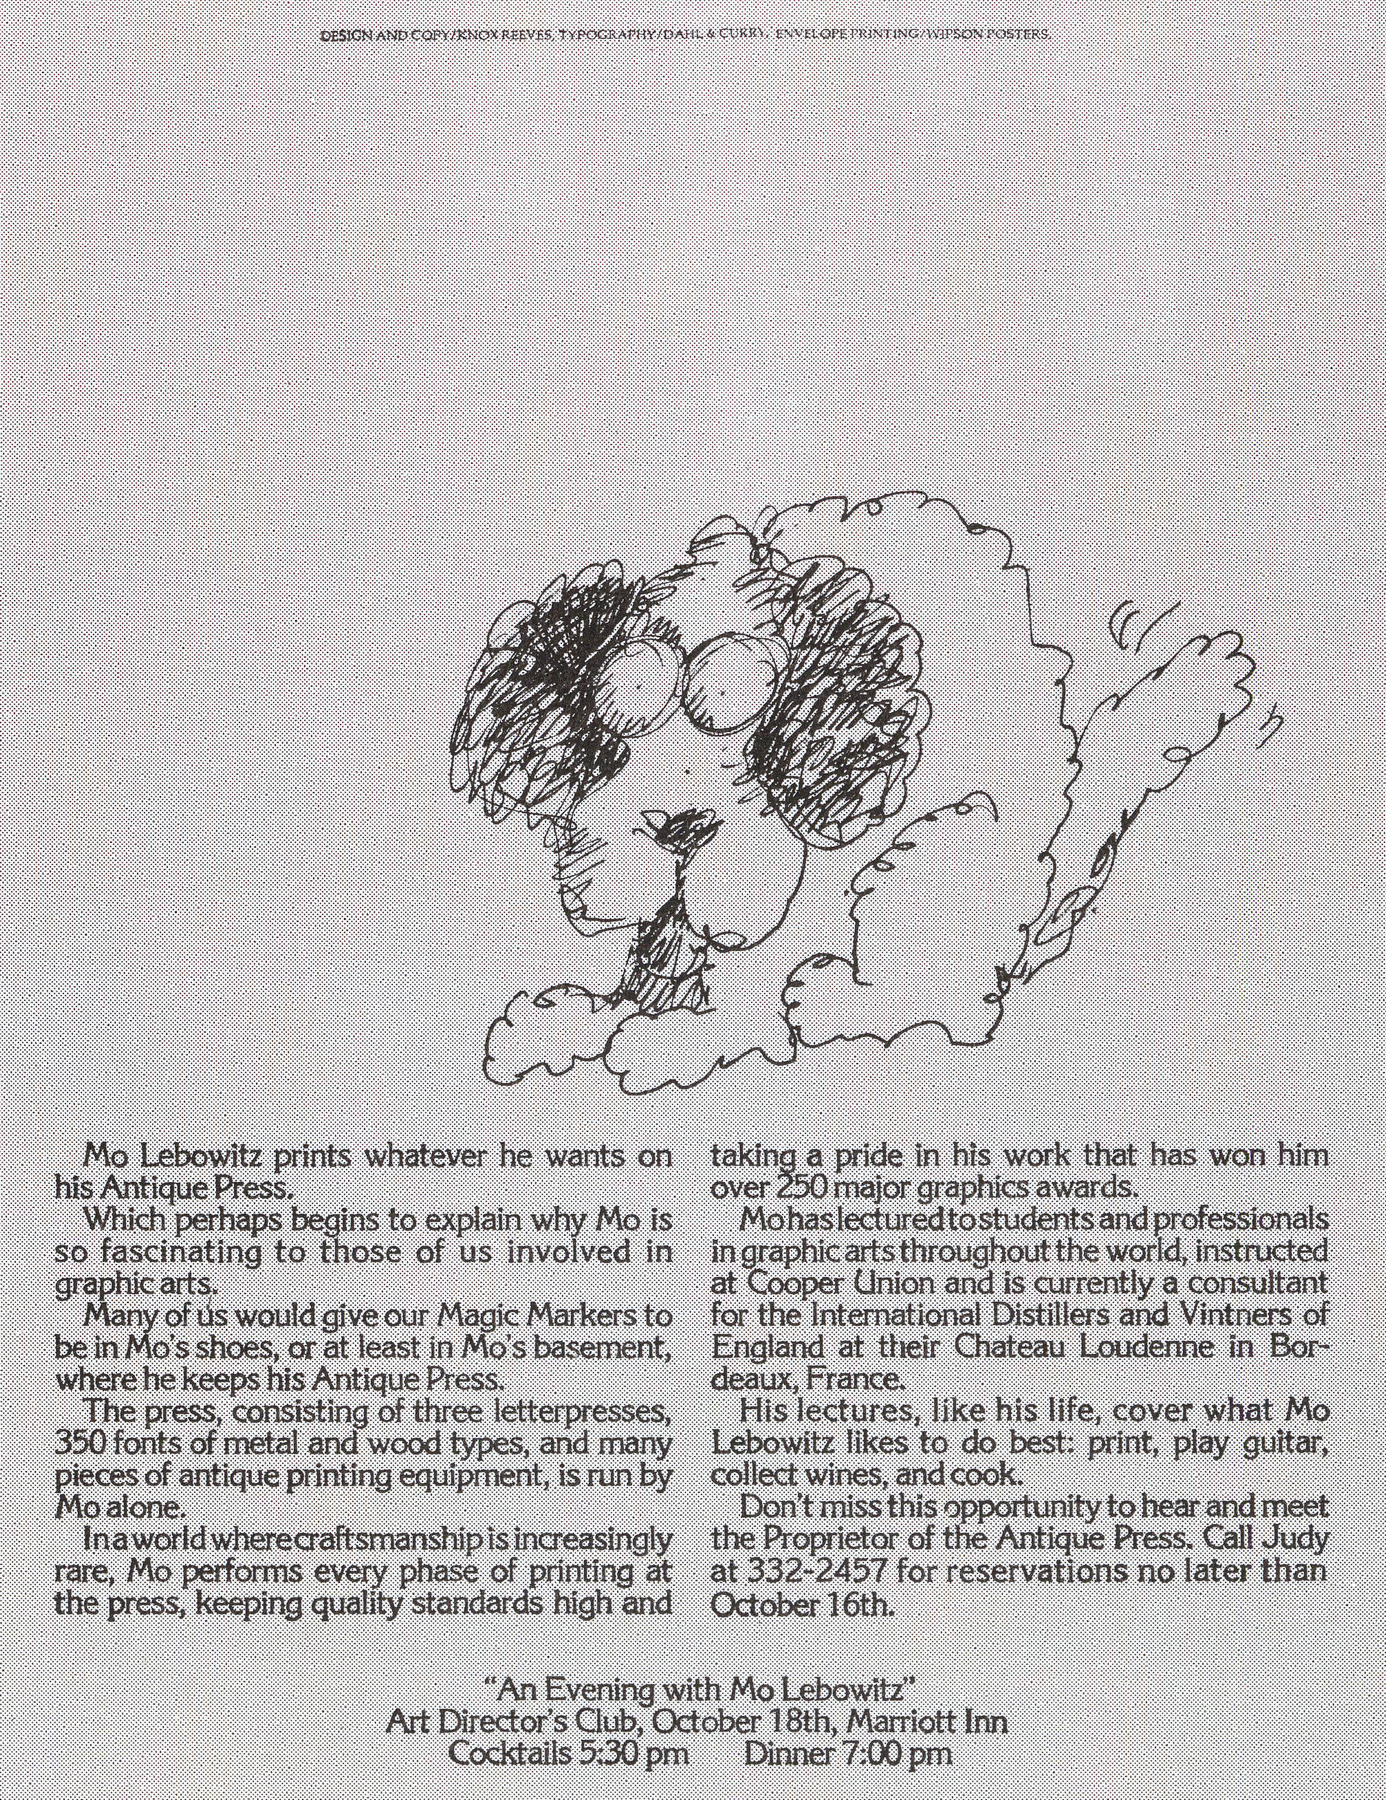 DESIGN AND COPY/KNOX REEVES, TYPOGRAPHY/DAHL & CURRY, ENVELOPE PRINTING/WIPSON POSTERS.
Mo Lebowitz prints whatever he wants on
his Antique Press.
Which perhaps begins to explain why Mo is
so fascinating to those of us involved in
graphic arts.
Many of us would give our Magic Markers to
be in Mo's shoes, or at least in Mo's basement,
where he keeps his Antique Press.
The press, consisting of three letterpresses,
350 fonts of metal and wood types, and many
pieces of antique printing equipment, is run by
Mo alone.
In a world where craftsmanship is increasingly
rare, Mo performs every phase of printing at
the press, keeping quality standards high and
taking a pride in his work that has won him
over 250 major graphics awards.
Mo has lectured to students and professionals
in graphic arts throughout the world, instructed
at Cooper Union and is currently a consultant
for the International Distillers and Vintners of
England at their Chateau Loudenne in Bor-
deaux, France.
His lectures, like his life, cover what Mo
Lebowitz likes to do best: print, play guitar,
collect wines, and cook.
Don't miss this opportunity to hear and meet
the Proprietor of the Antique Press. Call Judy
at 332-2457 for reservations no later than
October 16th.
"An Evening with Mo Lebowitz"
Art Director's Club, October 18th, Marriott Inn
Cocktails 5:30 pm Dinner 7:00 pm